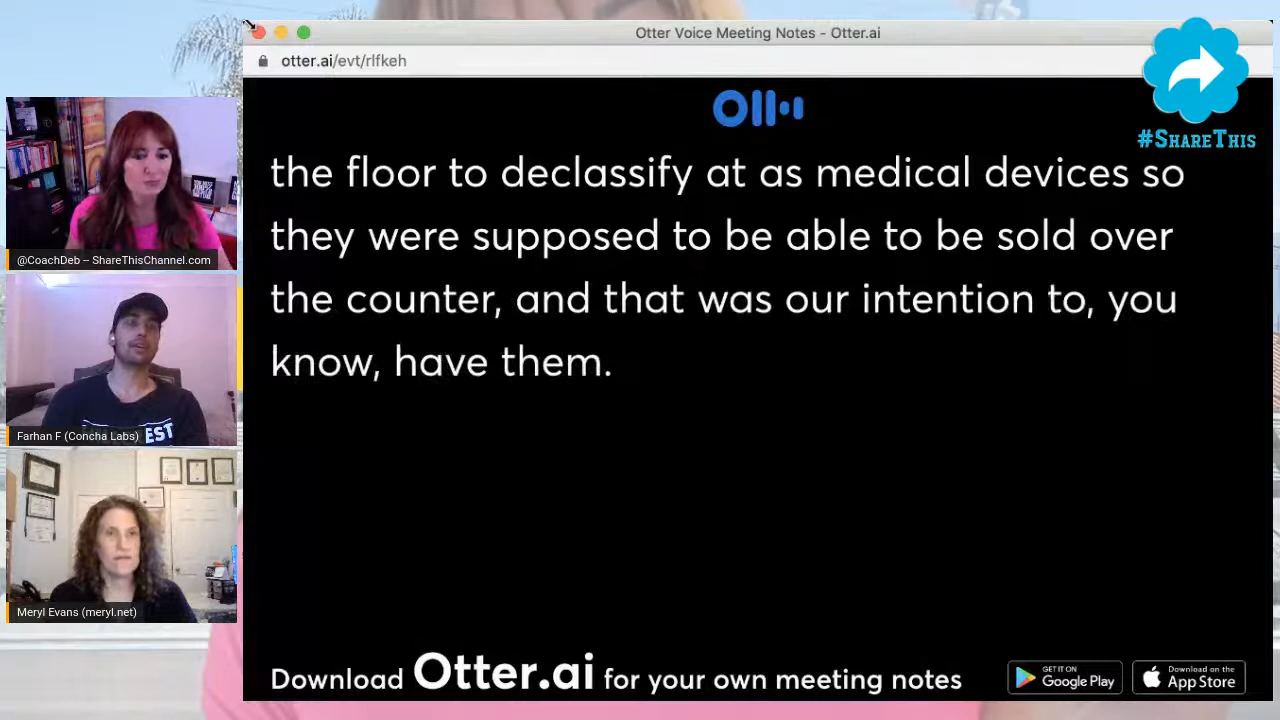 Otter Voice Meeting Notes - Otter.ai
otter.ai/evt/rlfkeh
#SHARETHIS
the floor to declassify at as medical devices so
they were supposed to be able to be sold over
the counter, and that was our intention to, you
know, have them.
@CoachDeb – ShareThisChannel.com
EST
Farhan F (Concha Labs)
Meryl Evans (meryl.net)
Download Otter.ai for your own meeting notes
GET IT ON
Google Play
Download on the
App Store